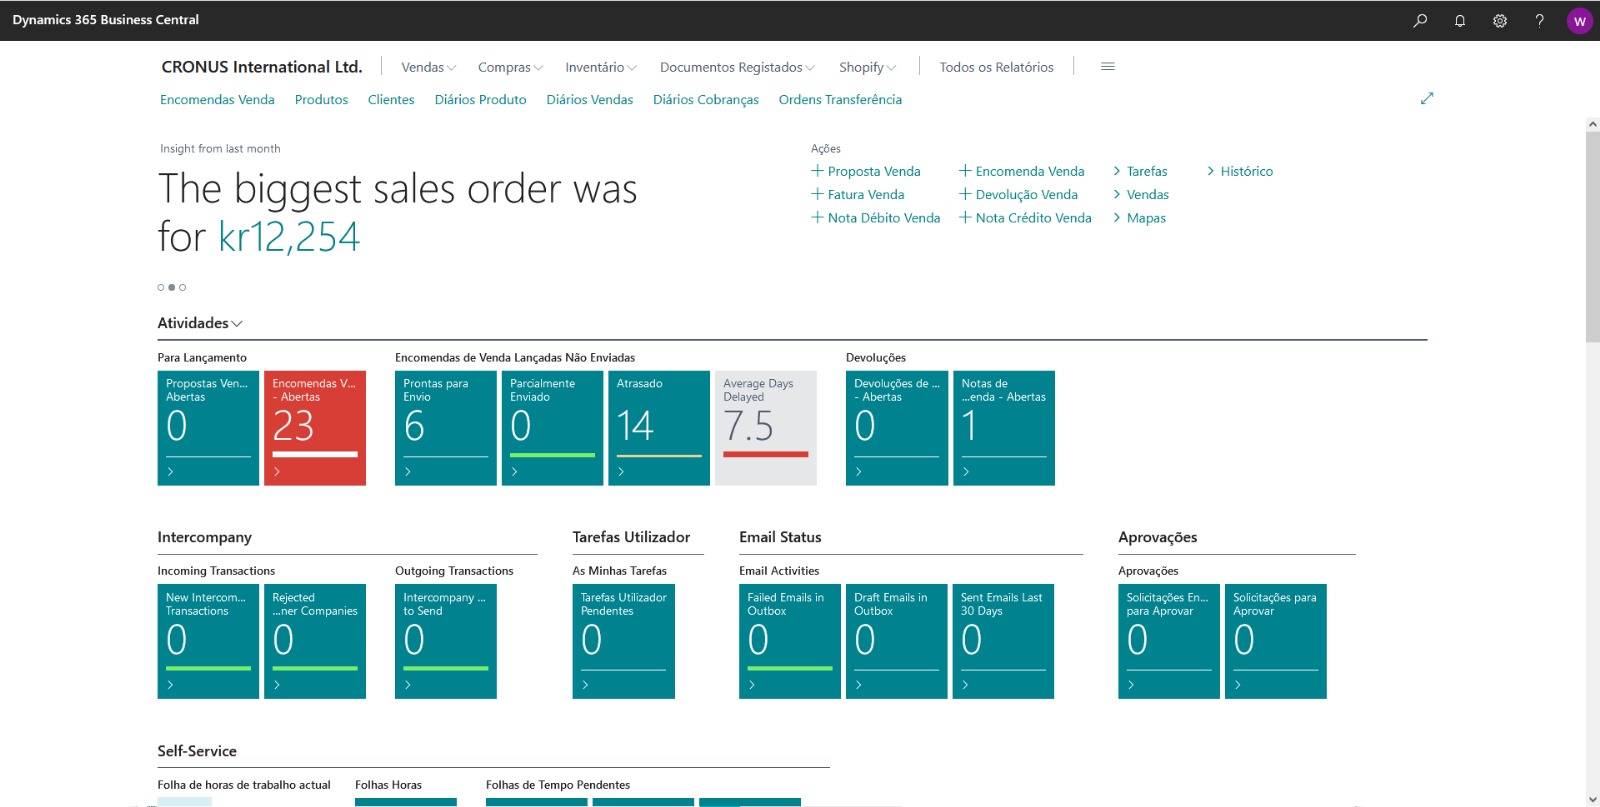 Dynamics 365 Business Central
?
W
CRONUS International Ltd.
Vendas
Compras
Inventário
Documentos Registados
Shopify
Todos os Relatórios
Encomendas Venda
Produtos
Clientes
Diários Produto
Diários Vendas
Diários Cobranças
Ordens Transferência
Insight from last month
The biggest sales order was
for kr12,254
Ações
+ Proposta Venda
+ Encomenda Venda
> Tarefas
> Histórico
+ Fatura Venda
+ Devolução Venda
> Vendas
+ Nota Débito Venda
+ Nota Crédito Venda
> Mapas
Atividades
Para Lançamento
Encomendas de Venda Lançadas Não Enviadas
Devoluções
Propostas Ven...
Abertas
0
Encomendas V...
- Abertas
23
Prontas para
Envio
6
Parcialmente
Enviado
0
Atrasado
14
Average Days
Delayed
7.5
Devoluções de ...
- Abertas
0
Notas de
...enda - Abertas
1
Intercompany
Tarefas Utilizador
Email Status
Aprovações
Incoming Transactions
Outgoing Transactions
As Minhas Tarefas
Email Activities
Aprovações
New Intercom...
Transactions
0
Rejected
...ner Companies
0
Intercompany ...
to Send
0
Tarefas Utilizador
Pendentes
0
Failed Emails in
Outbox
0
Draft Emails in
Outbox
0
Sent Emails Last
30 Days
0
Solicitações En...
para Aprovar
0
Solicitações para
Aprovar
0
Self-Service
Folha de horas de trabalho actual
Folhas Horas
Folhas de Tempo Pendentes